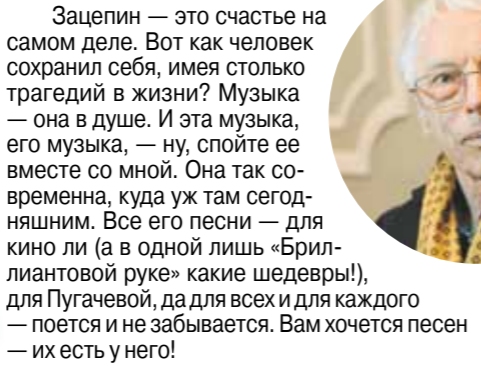 Зацепин — это счастье на
самом деле. Вот как человек
сохранил себя, имея столько
трагедий в жизни? Музыка
— она в душе. И эта музыка,
его музыка, — ну, спойте ее
вместе со мной. Она так со-
временна, куда уж там сегод-
няшним. Все его песни — для
кино ли (а в одной лишь «Брил-
лиантовой руке» какие шедевры!),
для Пугачевой, да для всех и для каждого
— поется и не забывается. Вам хочется песен
— их есть у него!